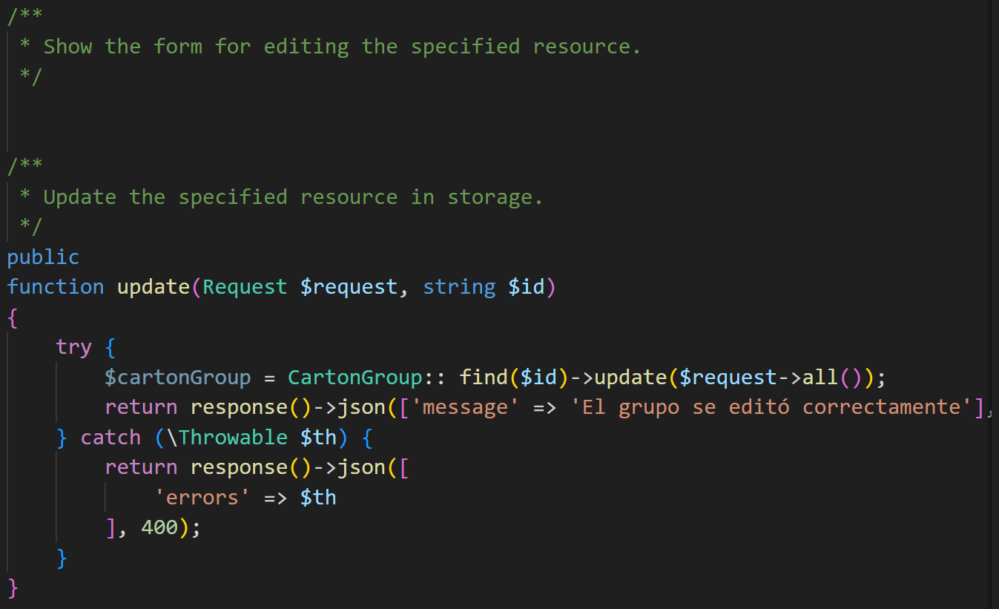 /**
 * Show the form for editing the specified resource.
 */
/**
 * Update the specified resource in storage.
 */
public
function update(Request $request, string $id)
{
    try {
        $cartonGroup = CartonGroup:: find($id)->update($request->all());
        return response()->json(['message' => 'El grupo se editó correctamente'],
    } catch (\Throwable $th) {
        return response()->json([
            'errors' => $th
        ], 400);
    }
}